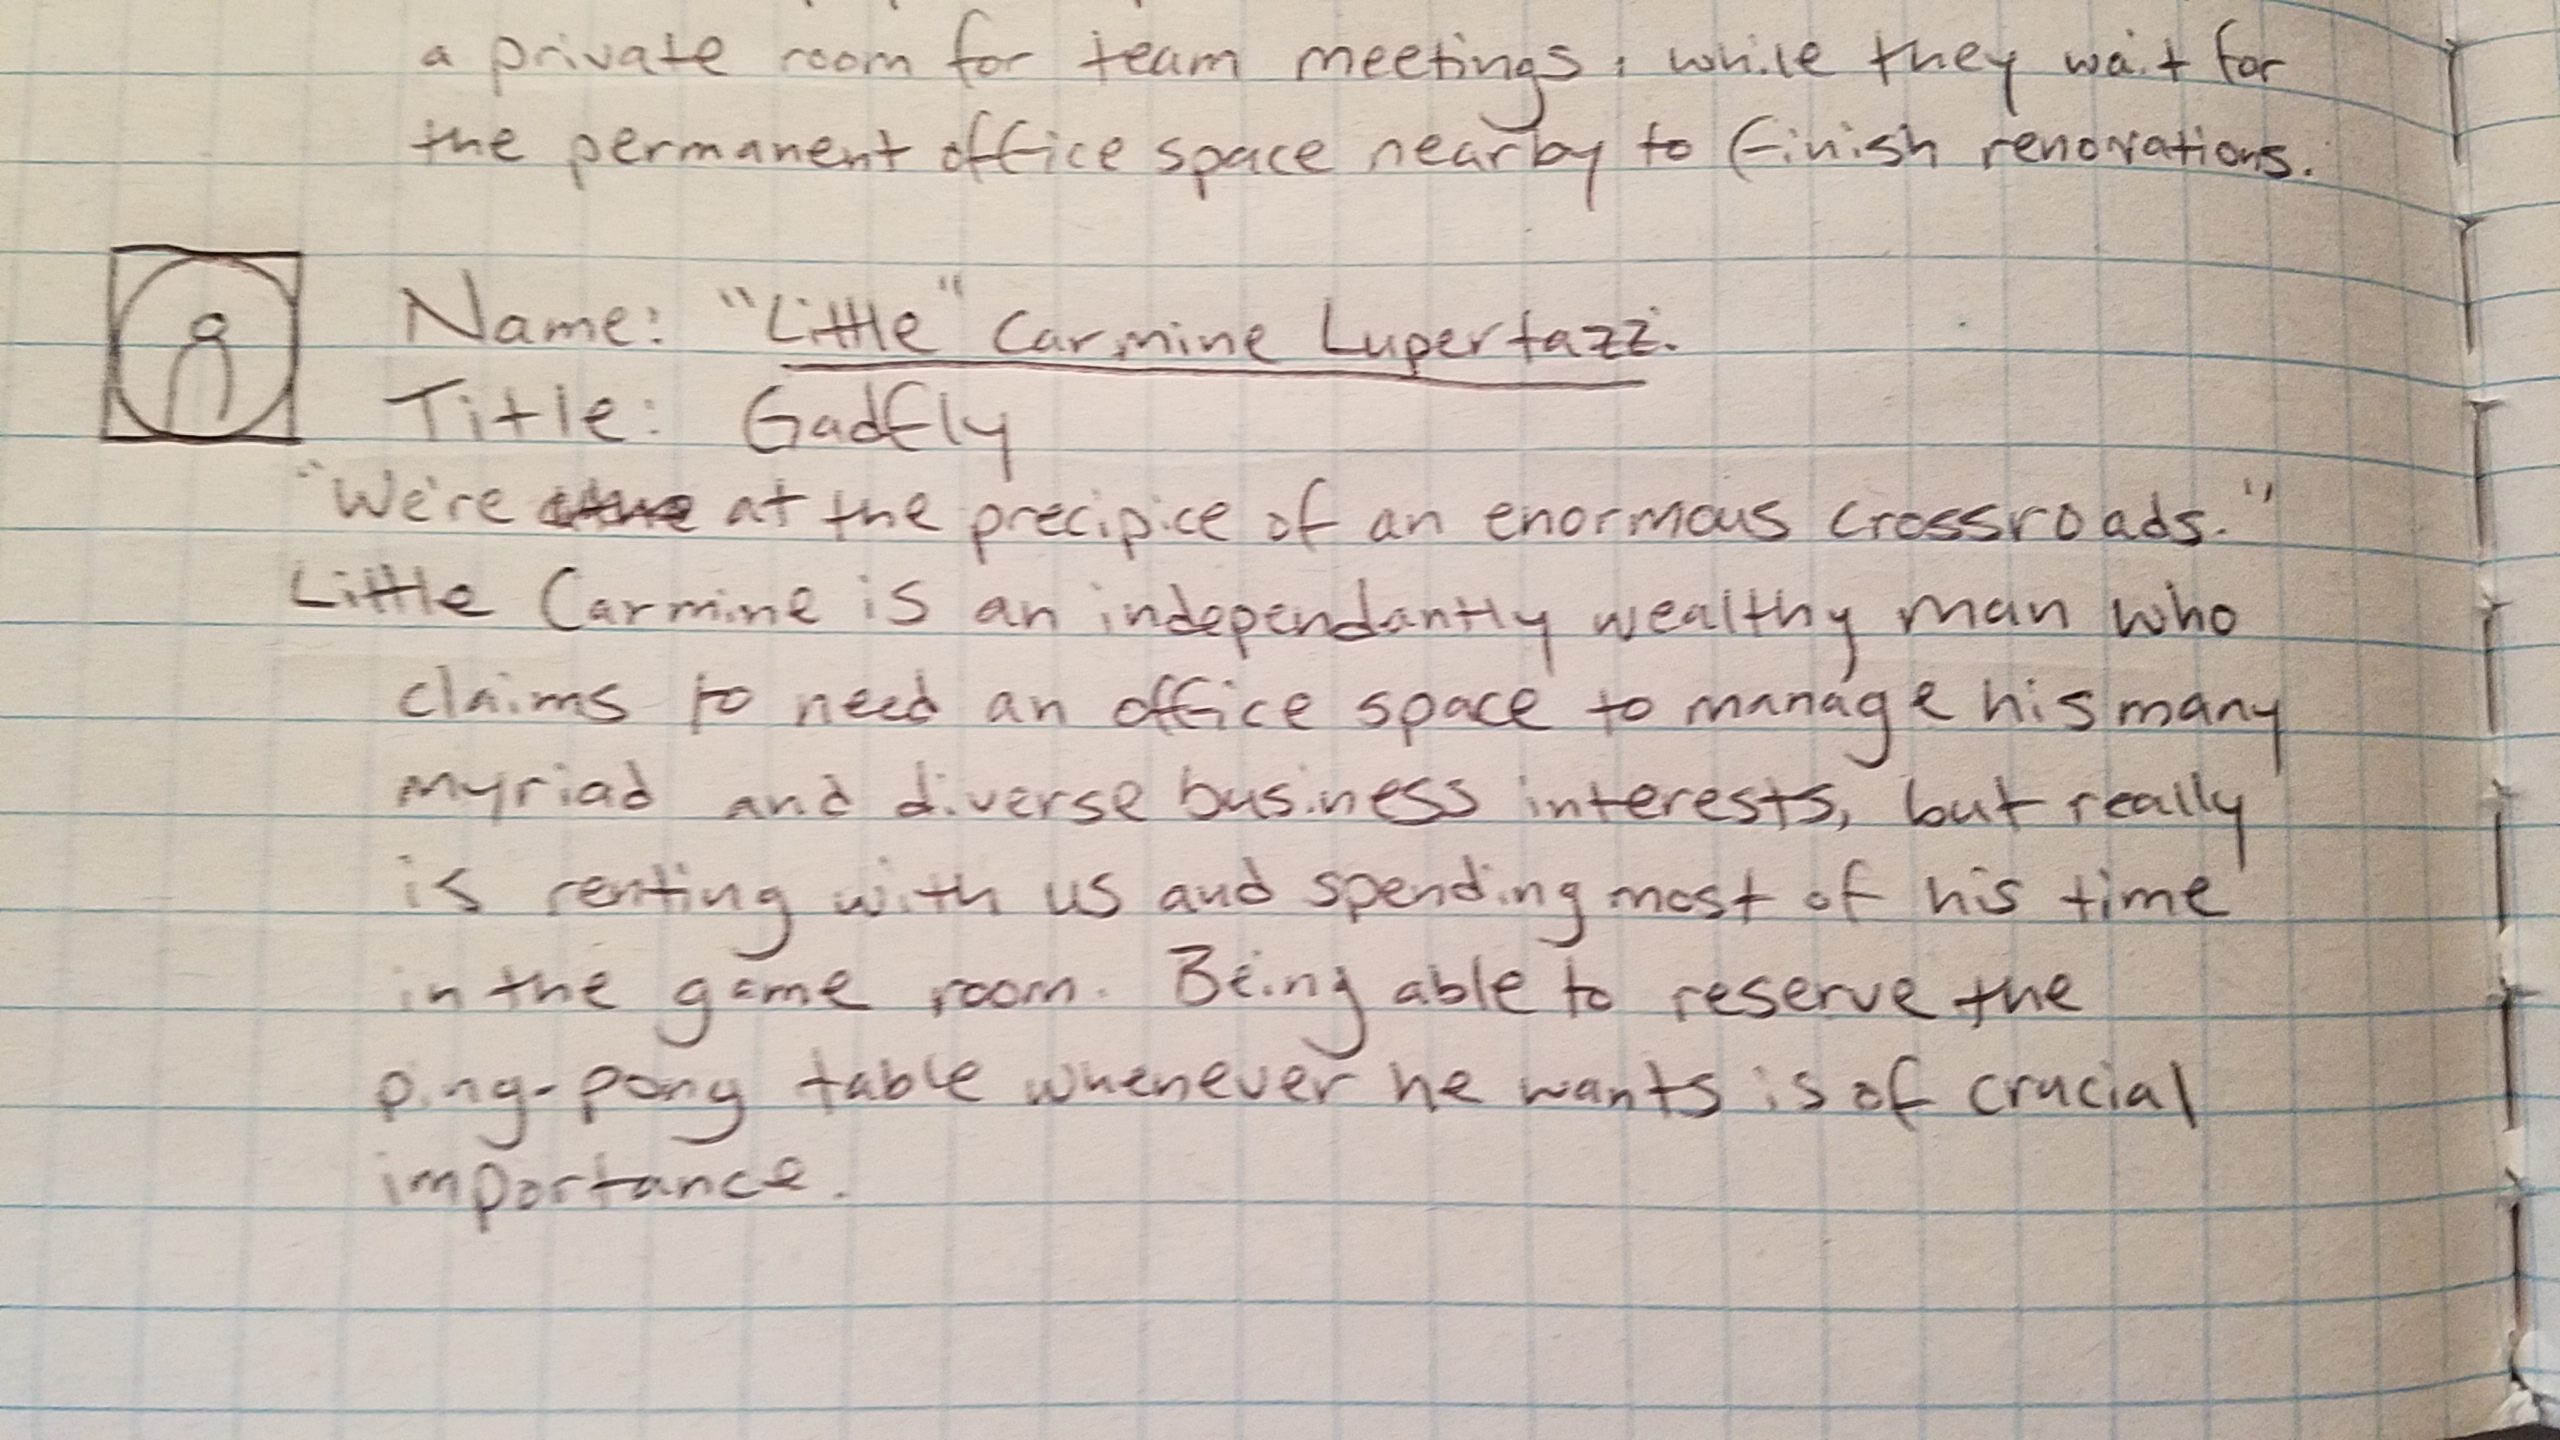 a private room for team meetings, while they wait for
the permanent office space nearby to finish renovations.
Name: "Little" Carmine Lupertazzi
Title: Gadfly
"We're at the precipice of an enormous crossroads."
Little Carmine is an independantly wealthy man who
claims to need an office space to manage his many
myriad and diverse business interests, but really
is renting with us and spending most of his time
in the game room. Being able to reserve the
ping-pong table whenever he wants is of crucial
importance.